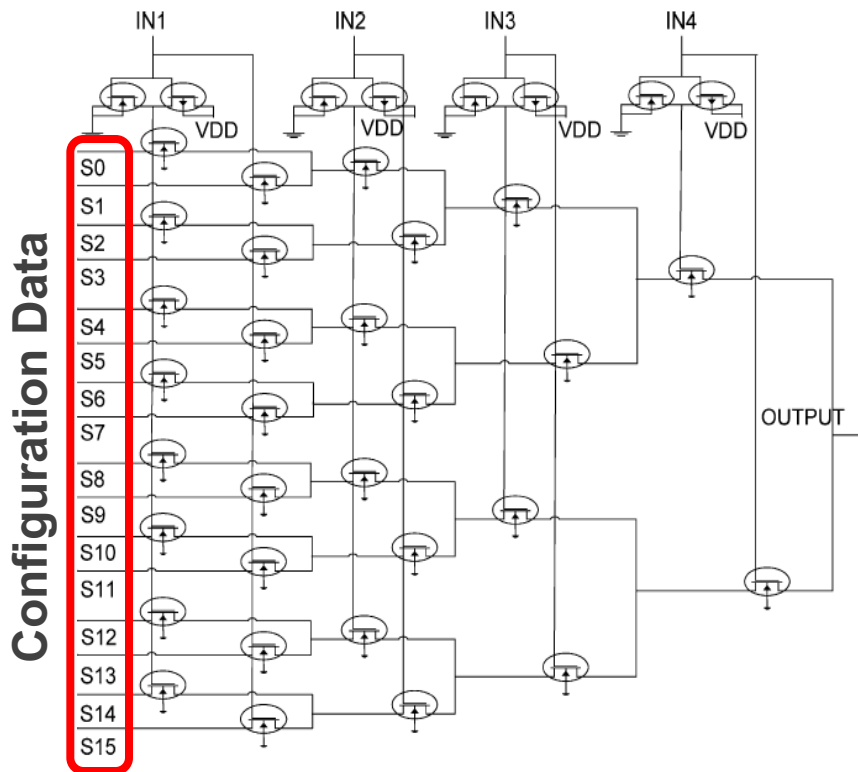 IN1 IN2 IN3 IN4
VDD VDD VDD VDD
S0
S1
S2
S3
S4
S5
S6
S7
S8
S9
S10
S11
S12
S13
S14
S15
OUTPUT
Configuration Data